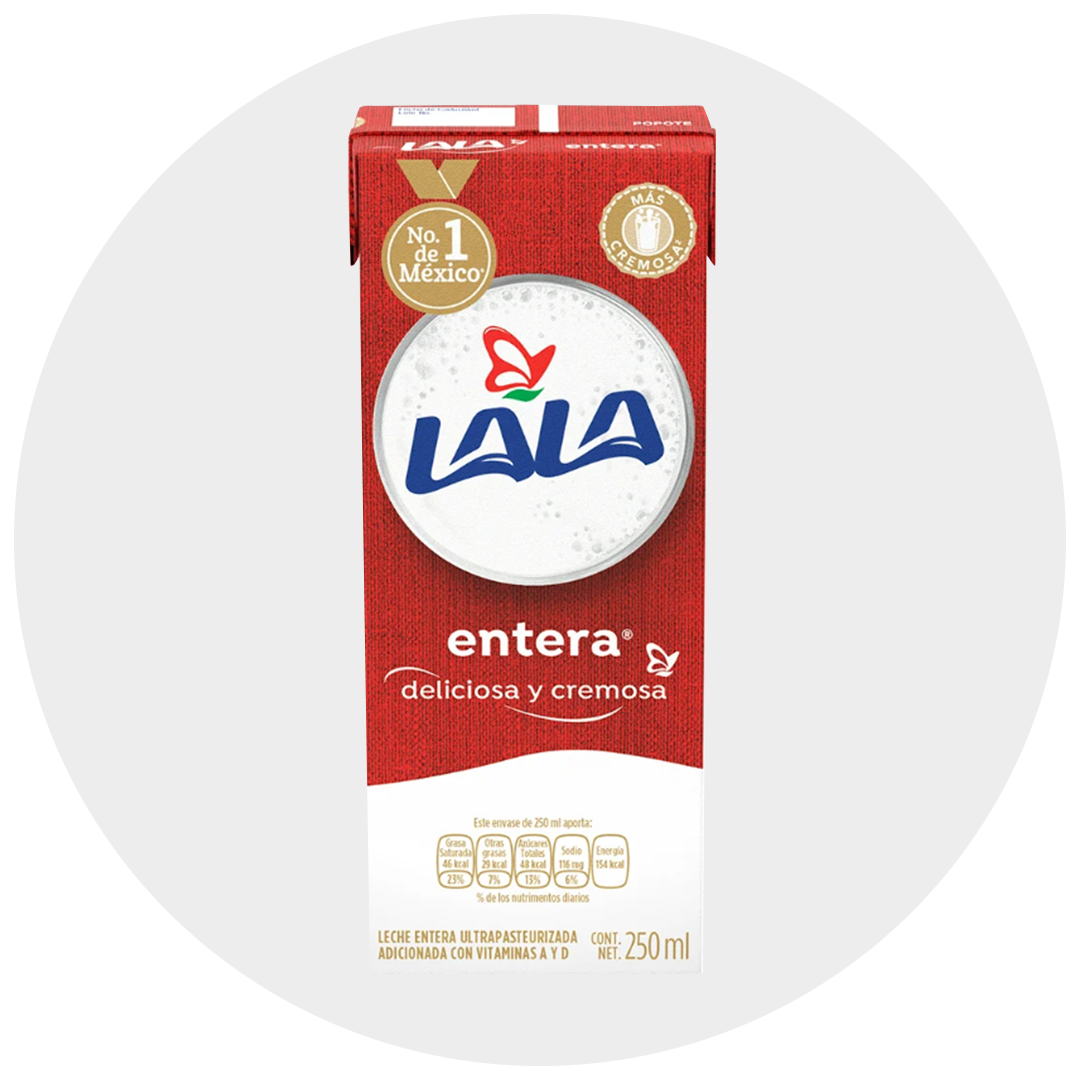 POPOTE
LALA
entera®
No. 1
de
México*
MÁS
CREMOSA²
LALA
entera®
deliciosa y cremosa
Este envase de 250 ml aporta:
Grasa Saturada 46 kcal 23%
Otras grasas 29 kcal 7%
Azúcares Totales 48 kcal 13%
Sodio 116 mg 6%
Energía 154 kcal
% de los nutrimentos diarios
LECHE ENTERA ULTRAPASTEURIZADA
ADICIONADA CON VITAMINAS A Y D
CONT.
NET. 250 ml